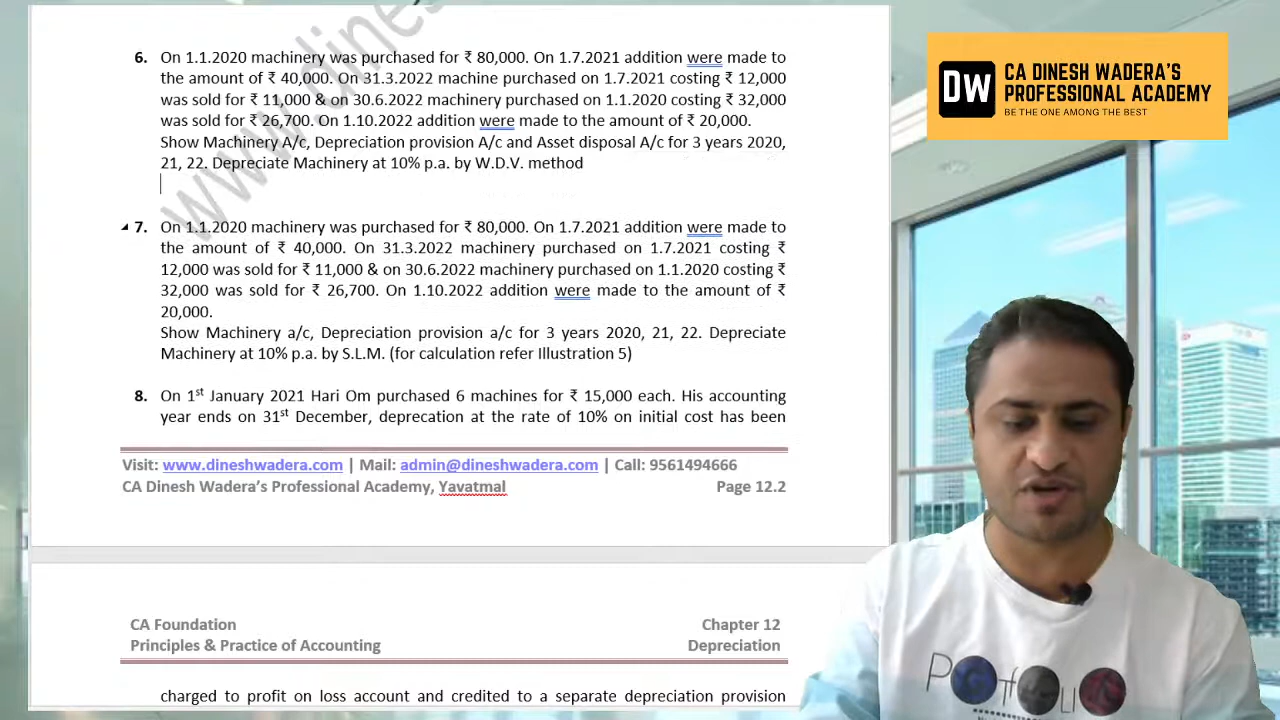 6. On 1.1.2020 machinery was purchased for ₹ 80,000. On 1.7.2021 addition were made to
the amount of ₹ 40,000. On 31.3.2022 machine purchased on 1.7.2021 costing ₹ 12,000
was sold for ₹ 11,000 & on 30.6.2022 machinery purchased on 1.1.2020 costing ₹ 32,000
was sold for ₹ 26,700. On 1.10.2022 addition were made to the amount of ₹ 20,000.
Show Machinery A/c, Depreciation provision A/c and Asset disposal A/c for 3 years 2020,
21, 22. Depreciate Machinery at 10% p.a. by W.D.V. method
7. On 1.1.2020 machinery was purchased for ₹ 80,000. On 1.7.2021 addition were made to
the amount of ₹ 40,000. On 31.3.2022 machinery purchased on 1.7.2021 costing ₹
12,000 was sold for ₹ 11,000 & on 30.6.2022 machinery purchased on 1.1.2020 costing ₹
32,000 was sold for ₹ 26,700. On 1.10.2022 addition were made to the amount of ₹
20,000.
Show Machinery a/c, Depreciation provision a/c for 3 years 2020, 21, 22. Depreciate
Machinery at 10% p.a. by S.L.M. (for calculation refer Illustration 5)
8. On 1st January 2021 Hari Om purchased 6 machines for ₹ 15,000 each. His accounting
year ends on 31st December, deprecation at the rate of 10% on initial cost has been
Visit: www.dineshwadera.com | Mail: admin@dineshwadera.com | Call: 9561494666
CA Dinesh Wadera's Professional Academy, Yavatmal Page 12.2
CA Foundation Chapter 12
Principles & Practice of Accounting Depreciation
charged to profit on loss account and credited to a separate depreciation provision
www.dine
DW
CA DINESH WADERA'S
PROFESSIONAL ACADEMY
BE THE ONE AMONG THE BEST